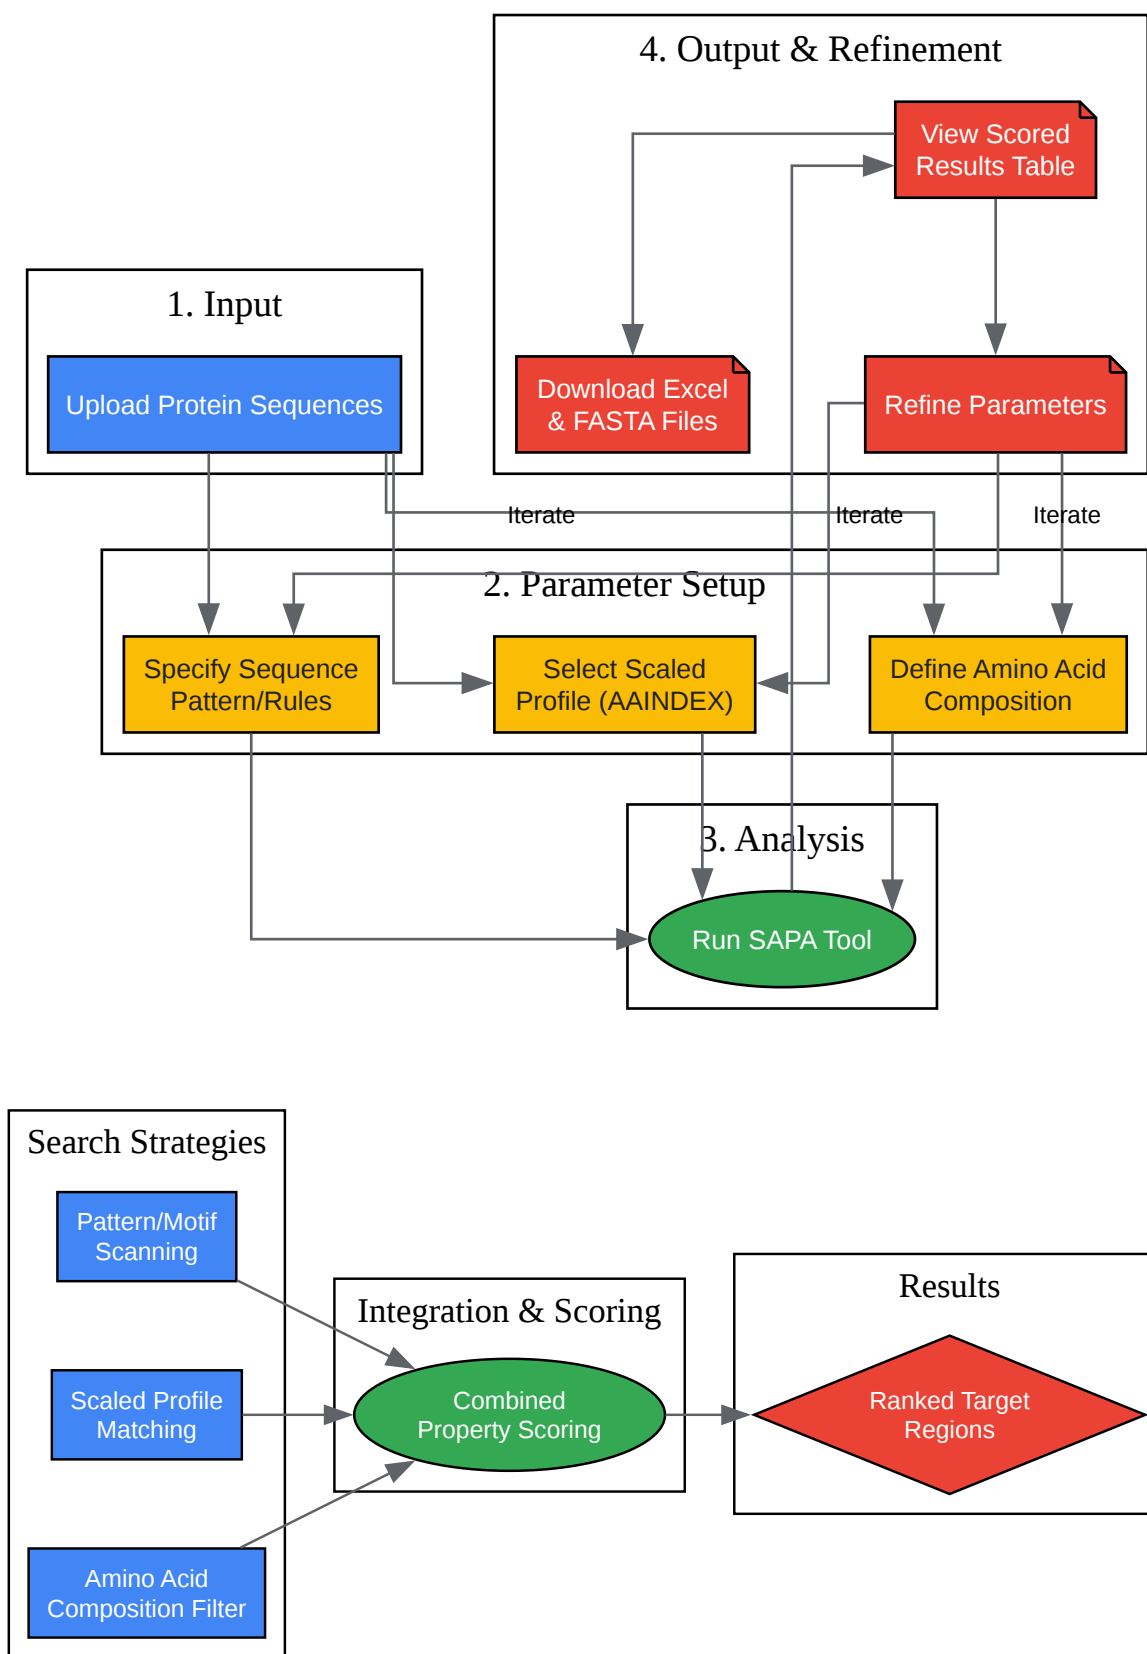 4. Output & Refinement
View Scored
Results Table
1. Input
Upload Protein Sequences
Download Excel
& FASTA Files
Refine Parameters
Iterate
Iterate
Iterate
2. Parameter Setup
Specify Sequence
Pattern/Rules
Select Scaled
Profile (AAINDEX)
Define Amino Acid
Composition
3. Analysis
Run SAPA Tool
Search Strategies
Pattern/Motif
Scanning
Scaled Profile
Matching
Amino Acid
Composition Filter
Integration & Scoring
Combined
Property Scoring
Results
Ranked Target
Regions